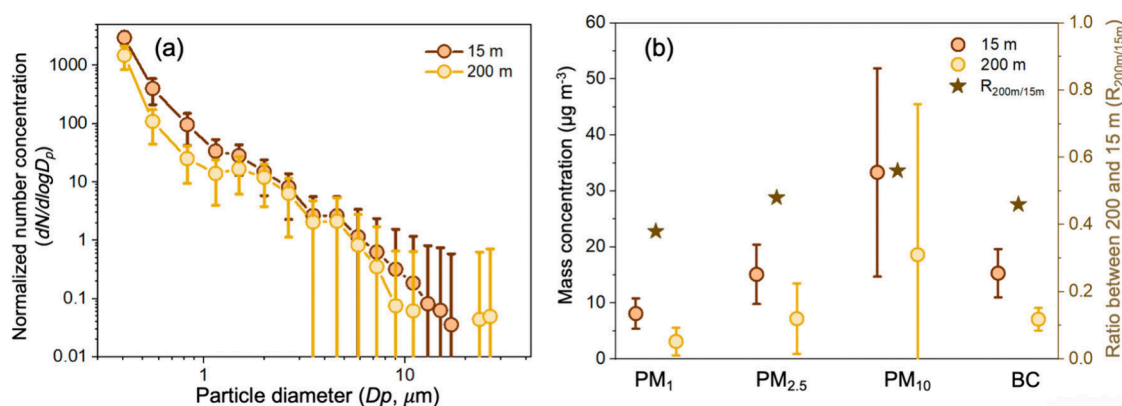 (a)
15 m
200 m
Normalized number concentration
(dN/dlogDp)
1000
100
10
1
0.1
0.01
1
10
Particle diameter (Dp, μm)
(b)
15 m
200 m
R200m/15m
Mass concentration (μg m-3)
60
50
40
30
20
10
0
PM1
PM2.5
PM10
BC
1.0
0.8
0.6
0.4
0.2
0.0
Ratio between 200 and 15 m (R200m/15m)